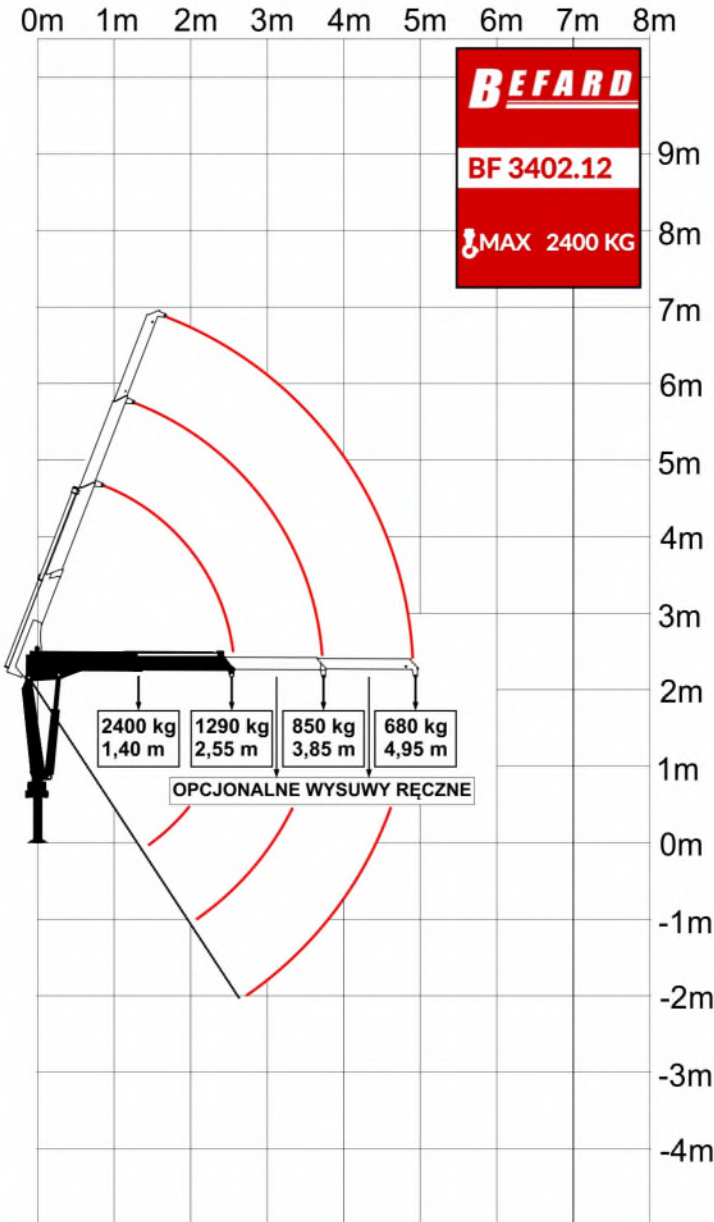 0m 1m 2m 3m 4m 5m 6m 7m 8m
BEFARD
BF 3402.12
MAX 2400 KG
9m
8m
7m
6m
5m
4m
3m
2m
2400 kg
1,40 m
1290 kg
2,55 m
850 kg
3,85 m
680 kg
4,95 m
1m
OPCJONALNE WYSUWY RĘCZNE
0m
-1m
-2m
-3m
-4m